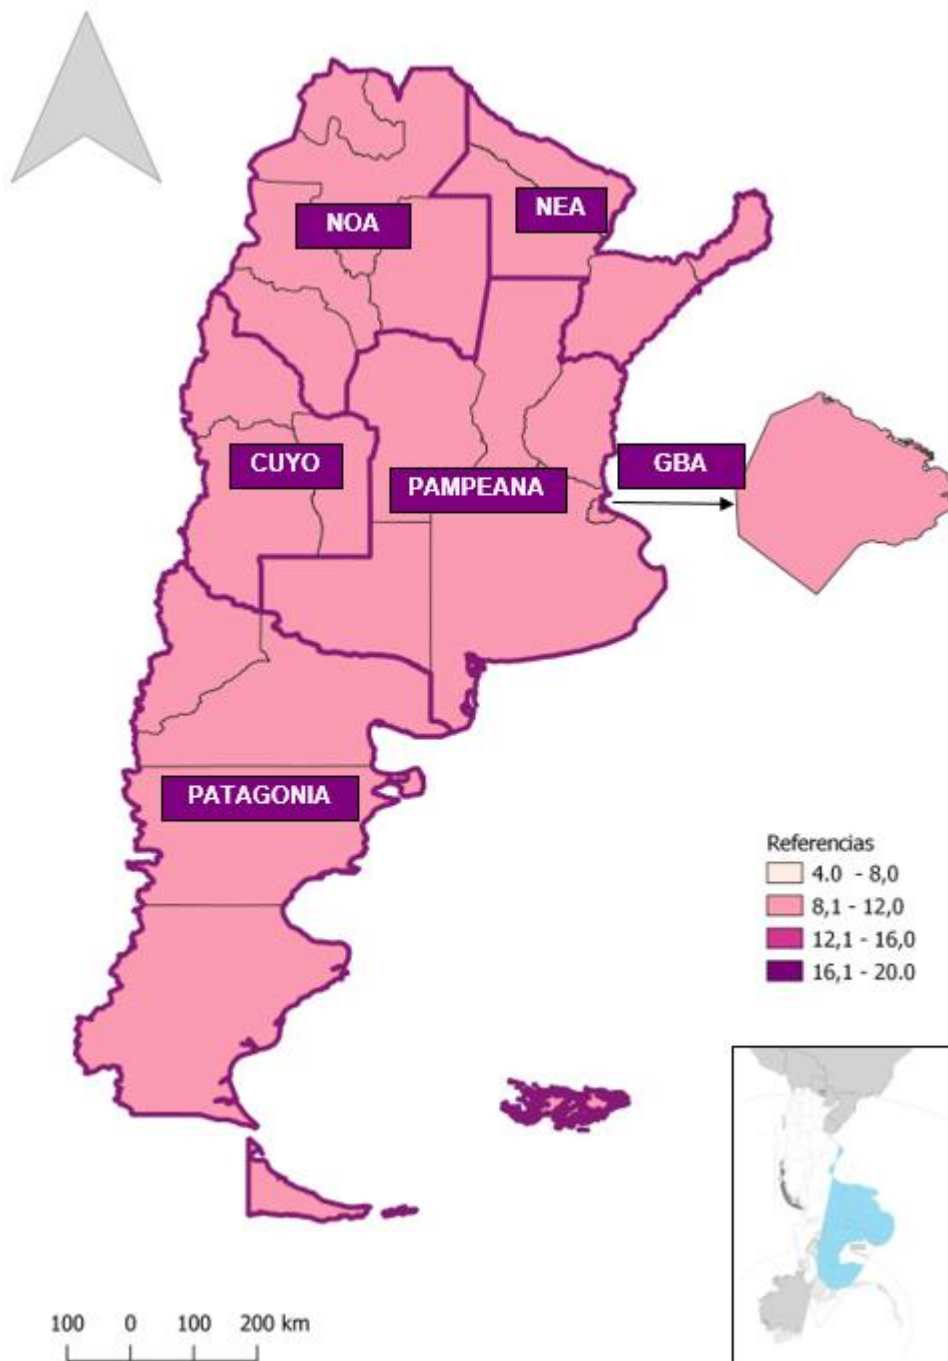 NOA
NEA
CUYO
PAMPEANA
GBA
PATAGONIA
Referencias
4.0 - 8,0
8,1 - 12,0
12,1 - 16,0
16,1 - 20.0
100 0 100 200 km